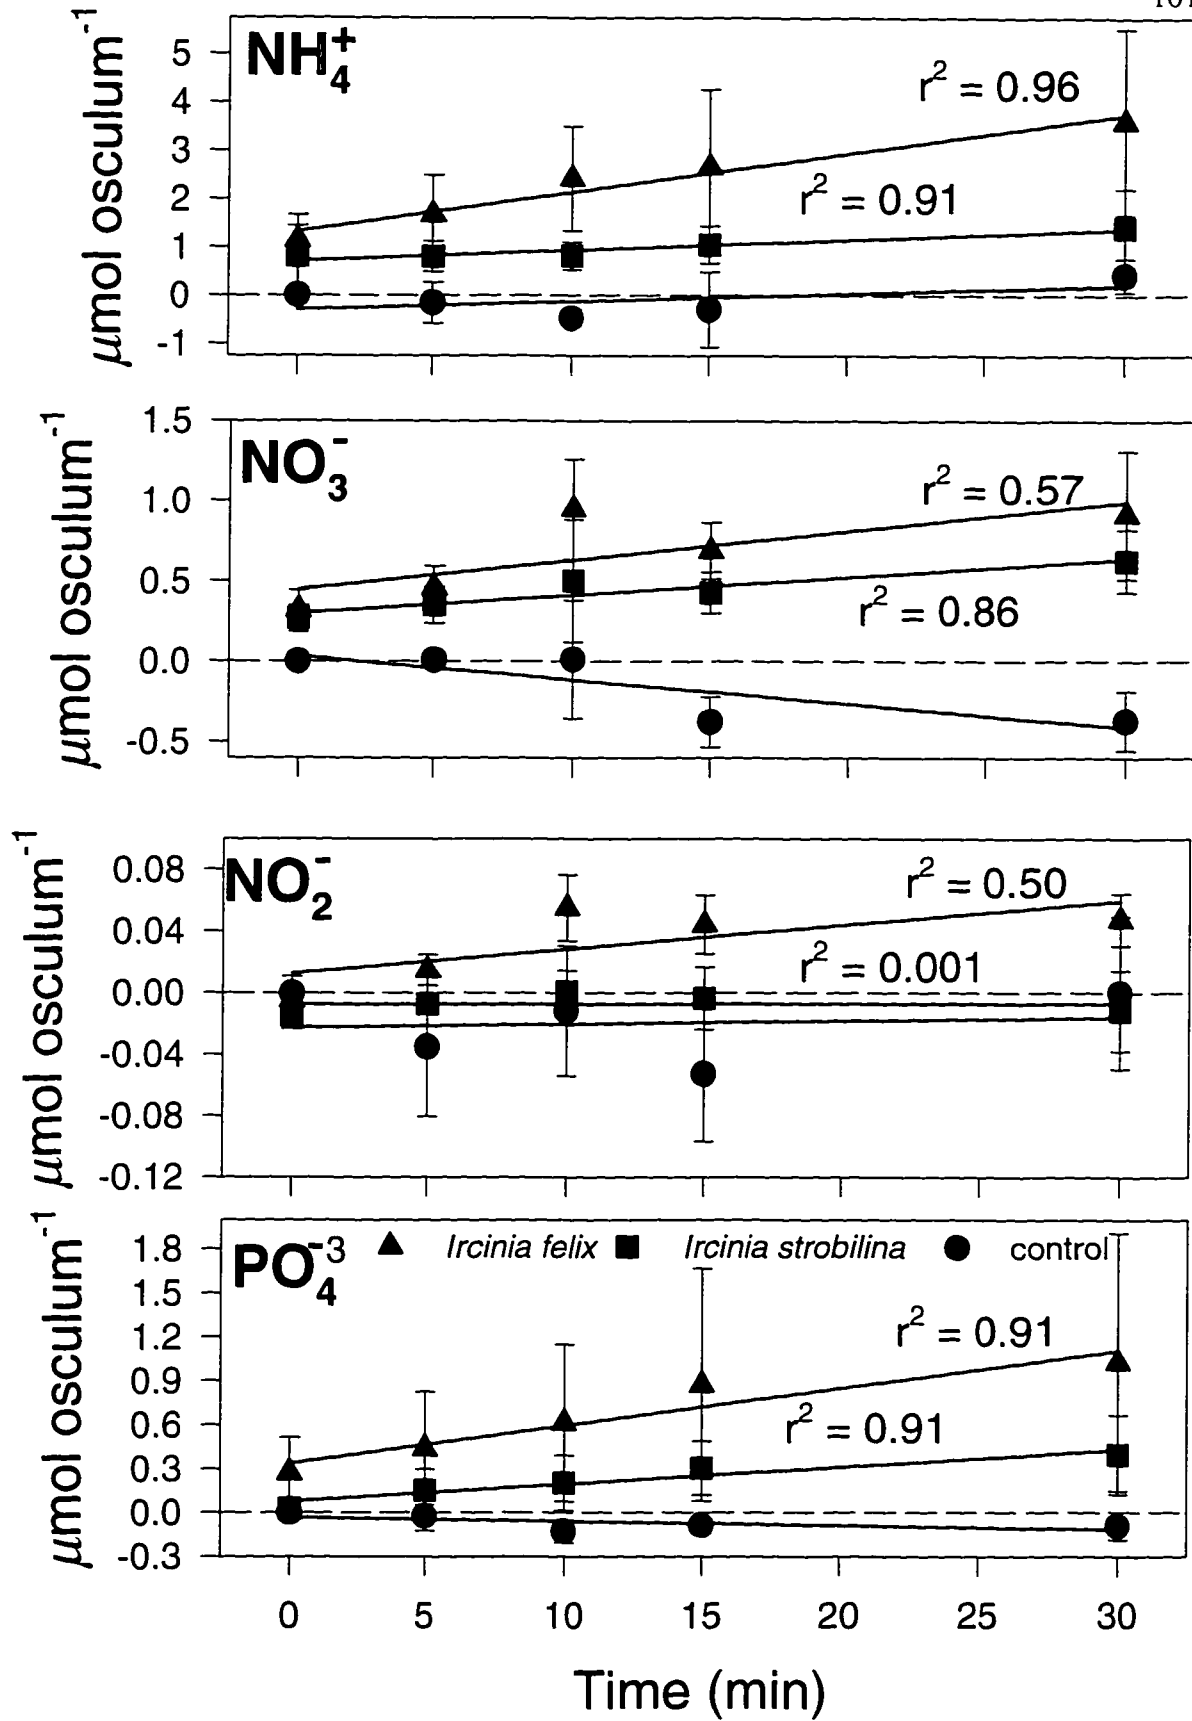 NH₄⁺
µmol osculum⁻¹
5
4
3
2
1
0
-1
r² = 0.96
r² = 0.91
NO₃⁻
µmol osculum⁻¹
1.5
1.0
0.5
0.0
-0.5
r² = 0.57
r² = 0.86
NO₂⁻
µmol osculum⁻¹
0.08
0.04
0.00
-0.04
-0.08
-0.12
r² = 0.50
r² = 0.001
PO₄⁻³
▲ Ircinia felix ■ Ircinia strobilina ● control
µmol osculum⁻¹
1.8
1.5
1.2
0.9
0.6
0.3
0.0
-0.3
r² = 0.91
r² = 0.91
0 5 10 15 20 25 30
Time (min)